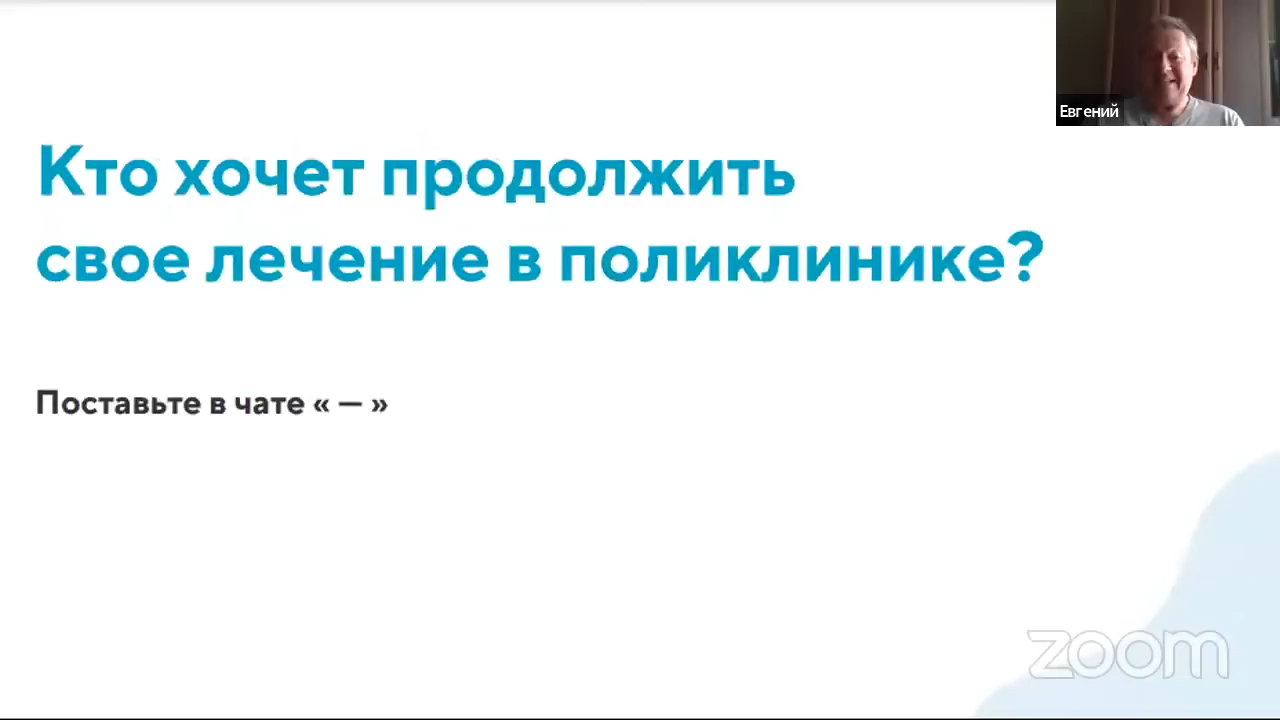 Евгений
Кто хочет продолжить
свое лечение в поликлинике?
Поставьте в чате « — »
zoom